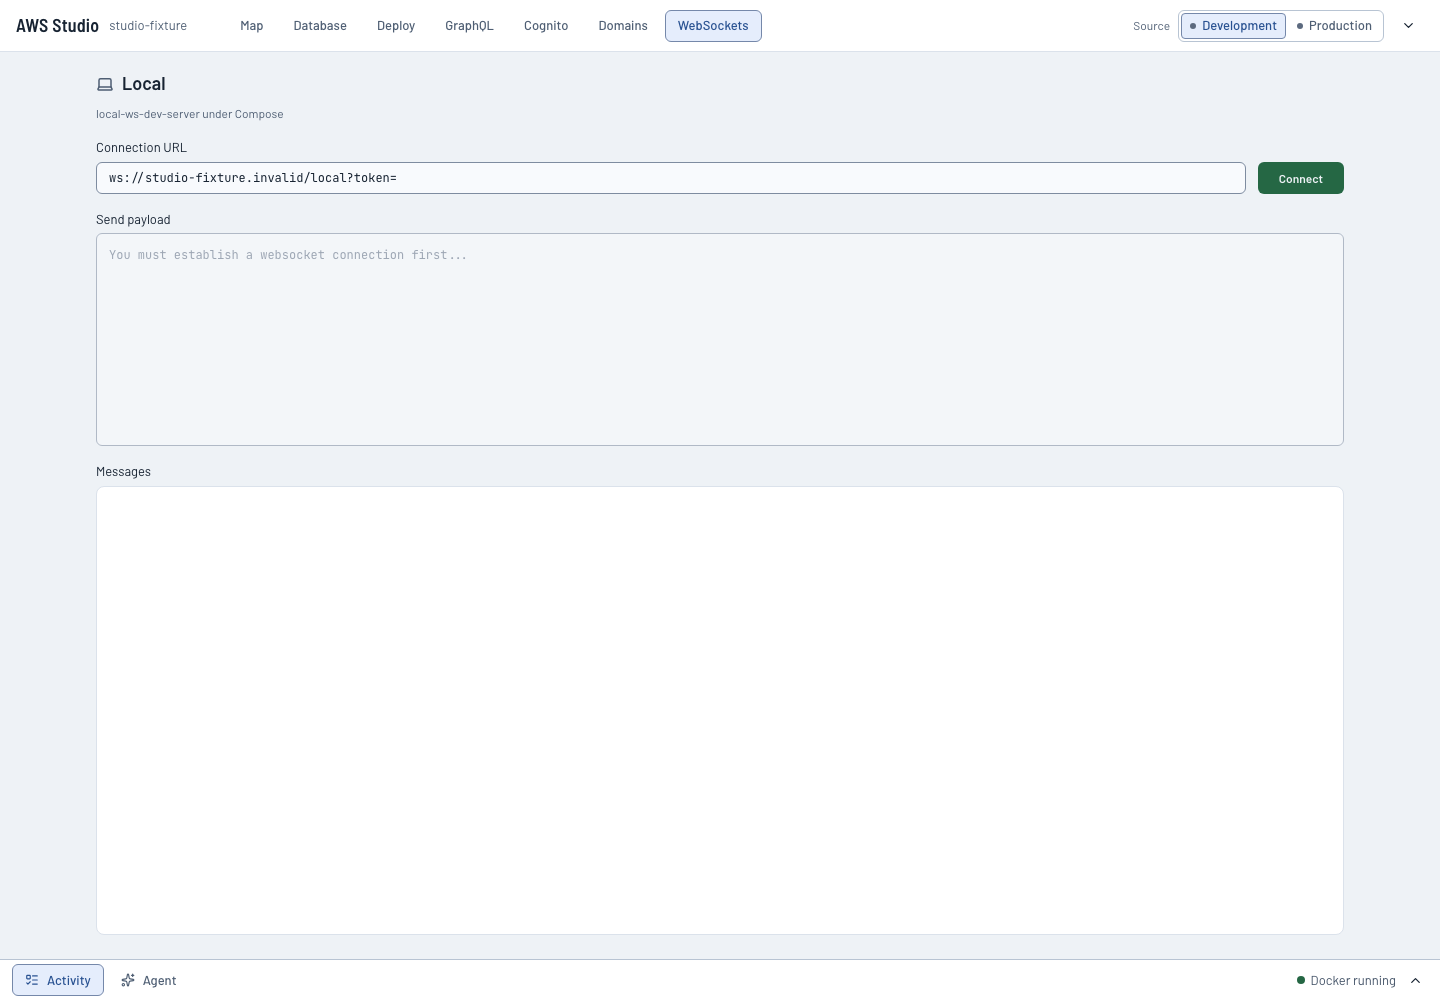 AWS Studio studio-fixture Map Database Deploy GraphQL Cognito Domains WebSockets Source Development Production
Local
local-ws-dev-server under Compose
Connection URL
ws://studio-fixture.invalid/local?token= Connect
Send payload
You must establish a websocket connection first...
Messages
Activity Agent Docker running